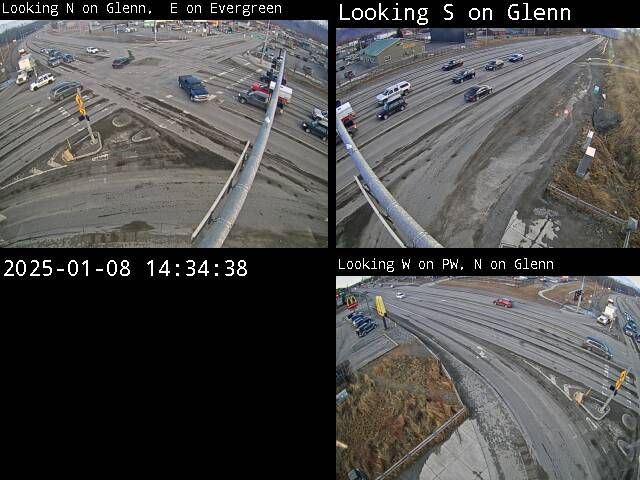 Looking N on Glenn,  E on Evergreen
Looking S on Glenn
2025-01-08 14:34:38
Looking W on PW, N on Glenn